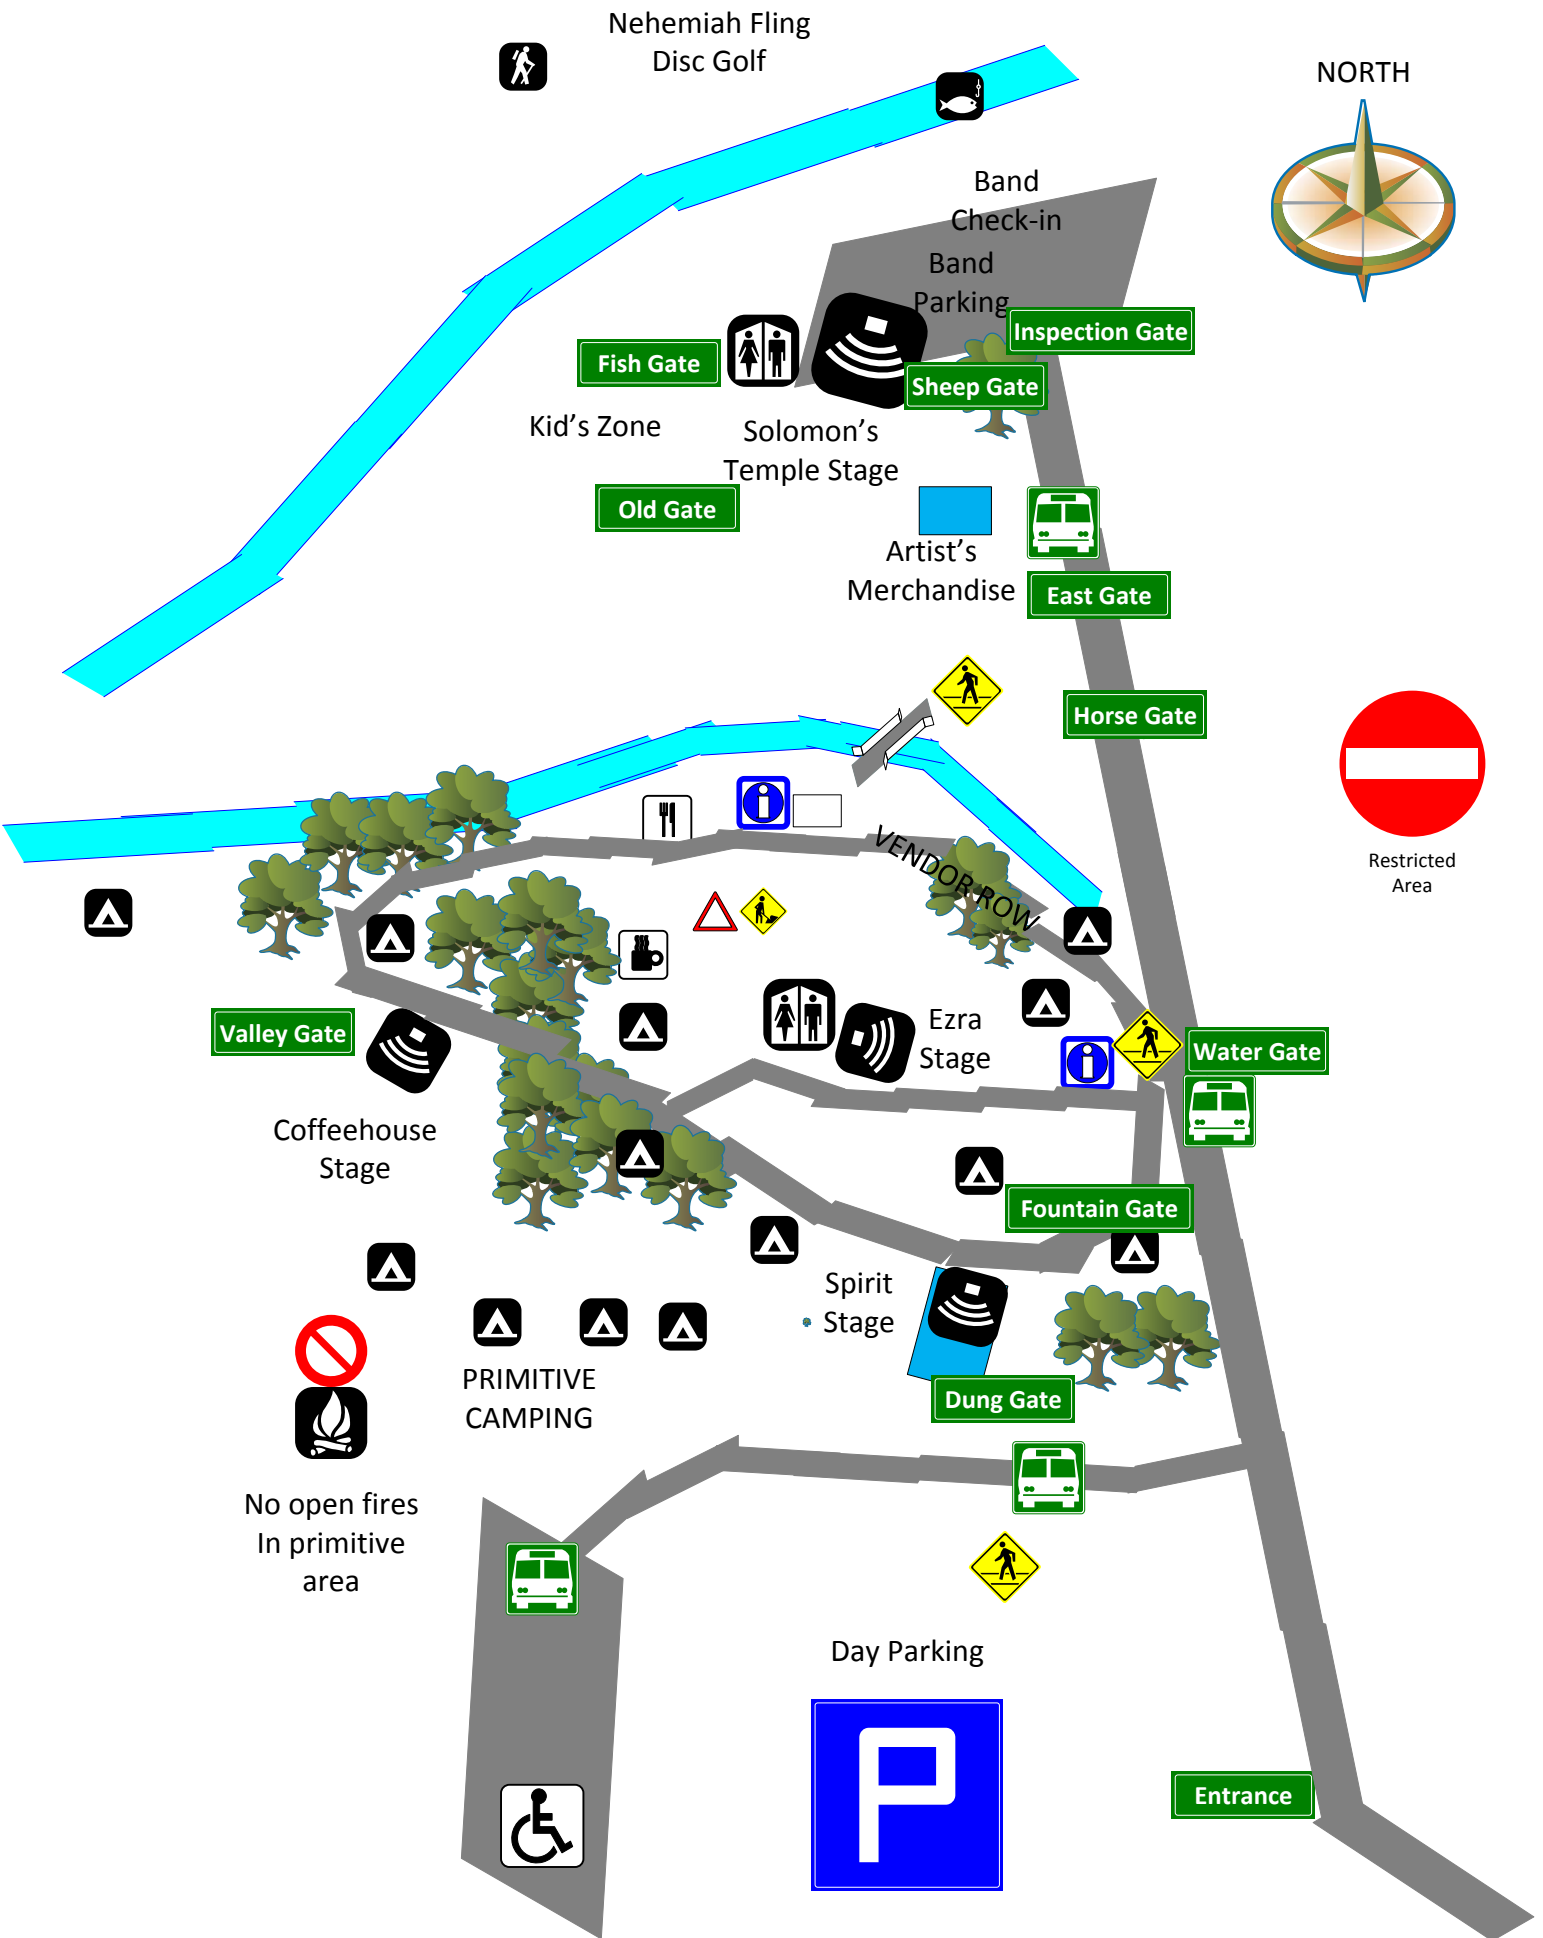 Nehemiah Fling
Disc Golf
NORTH
Band
Check-in
Band
Parking
Inspection Gate
Fish Gate
Sheep Gate
Kid's Zone
Solomon's
Temple Stage
Old Gate
Artist's
Merchandise
East Gate
Horse Gate
Restricted
Area
VENDOR ROW
Valley Gate
Ezra
Stage
Water Gate
Coffeehouse
Stage
Fountain Gate
Spirit
Stage
PRIMITIVE
CAMPING
Dung Gate
No open fires
In primitive
area
Day Parking
P
Entrance